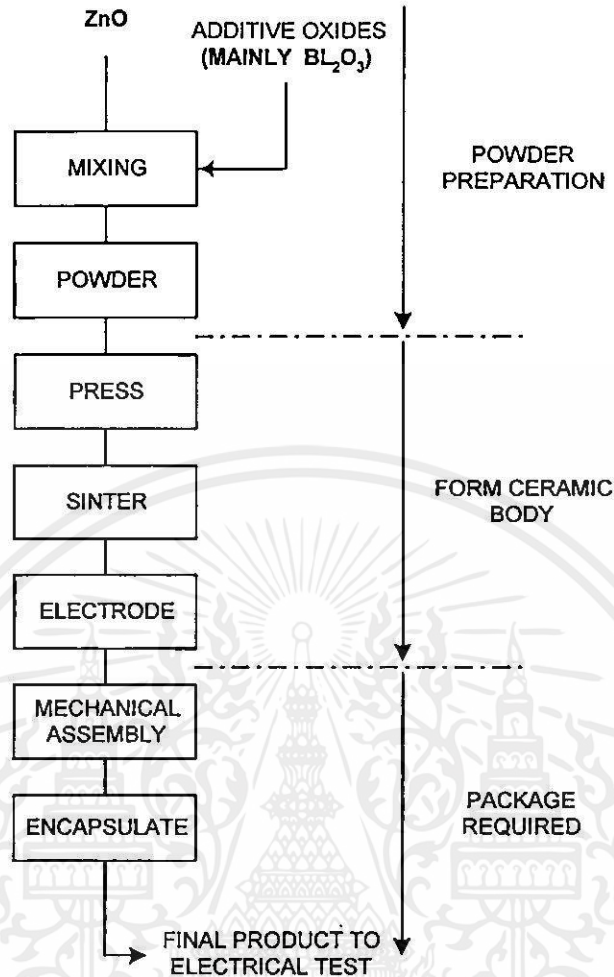 ZnO
ADDITIVE OXIDES
(MAINLY BL₂O₃)
MIXING
POWDER
PREPARATION
POWDER
PRESS
SINTER
FORM CERAMIC
BODY
ELECTRODE
MECHANICAL
ASSEMBLY
PACKAGE
REQUIRED
ENCAPSULATE
FINAL PRODUCT TO
ELECTRICAL TEST